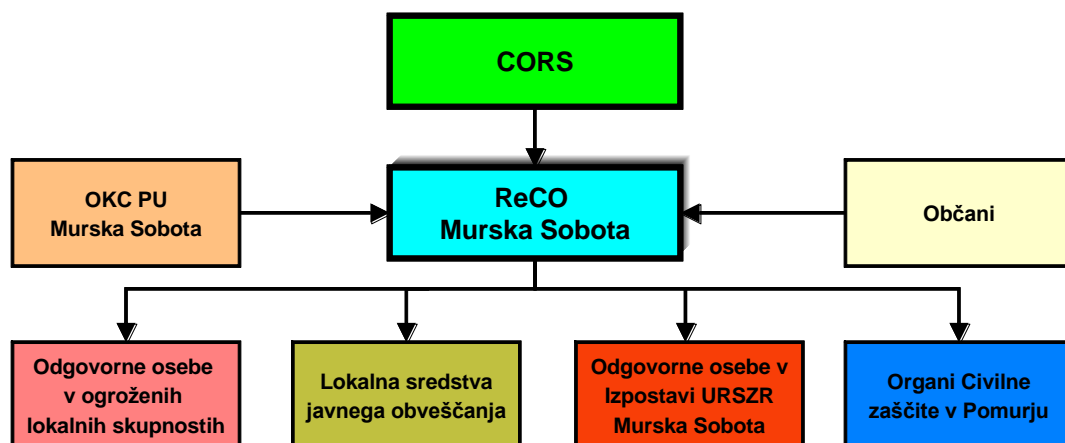 CORS
OKC PU
Murska Sobota
ReCO
Murska Sobota
Občani
Odgovorne osebe
v ogroženih
lokalnih skupnostih
Lokalna sredstva
javnega obveščanja
Odgovorne osebe v
Izpostavi URSZR
Murska Sobota
Organi Civilne
zaščite v Pomurju